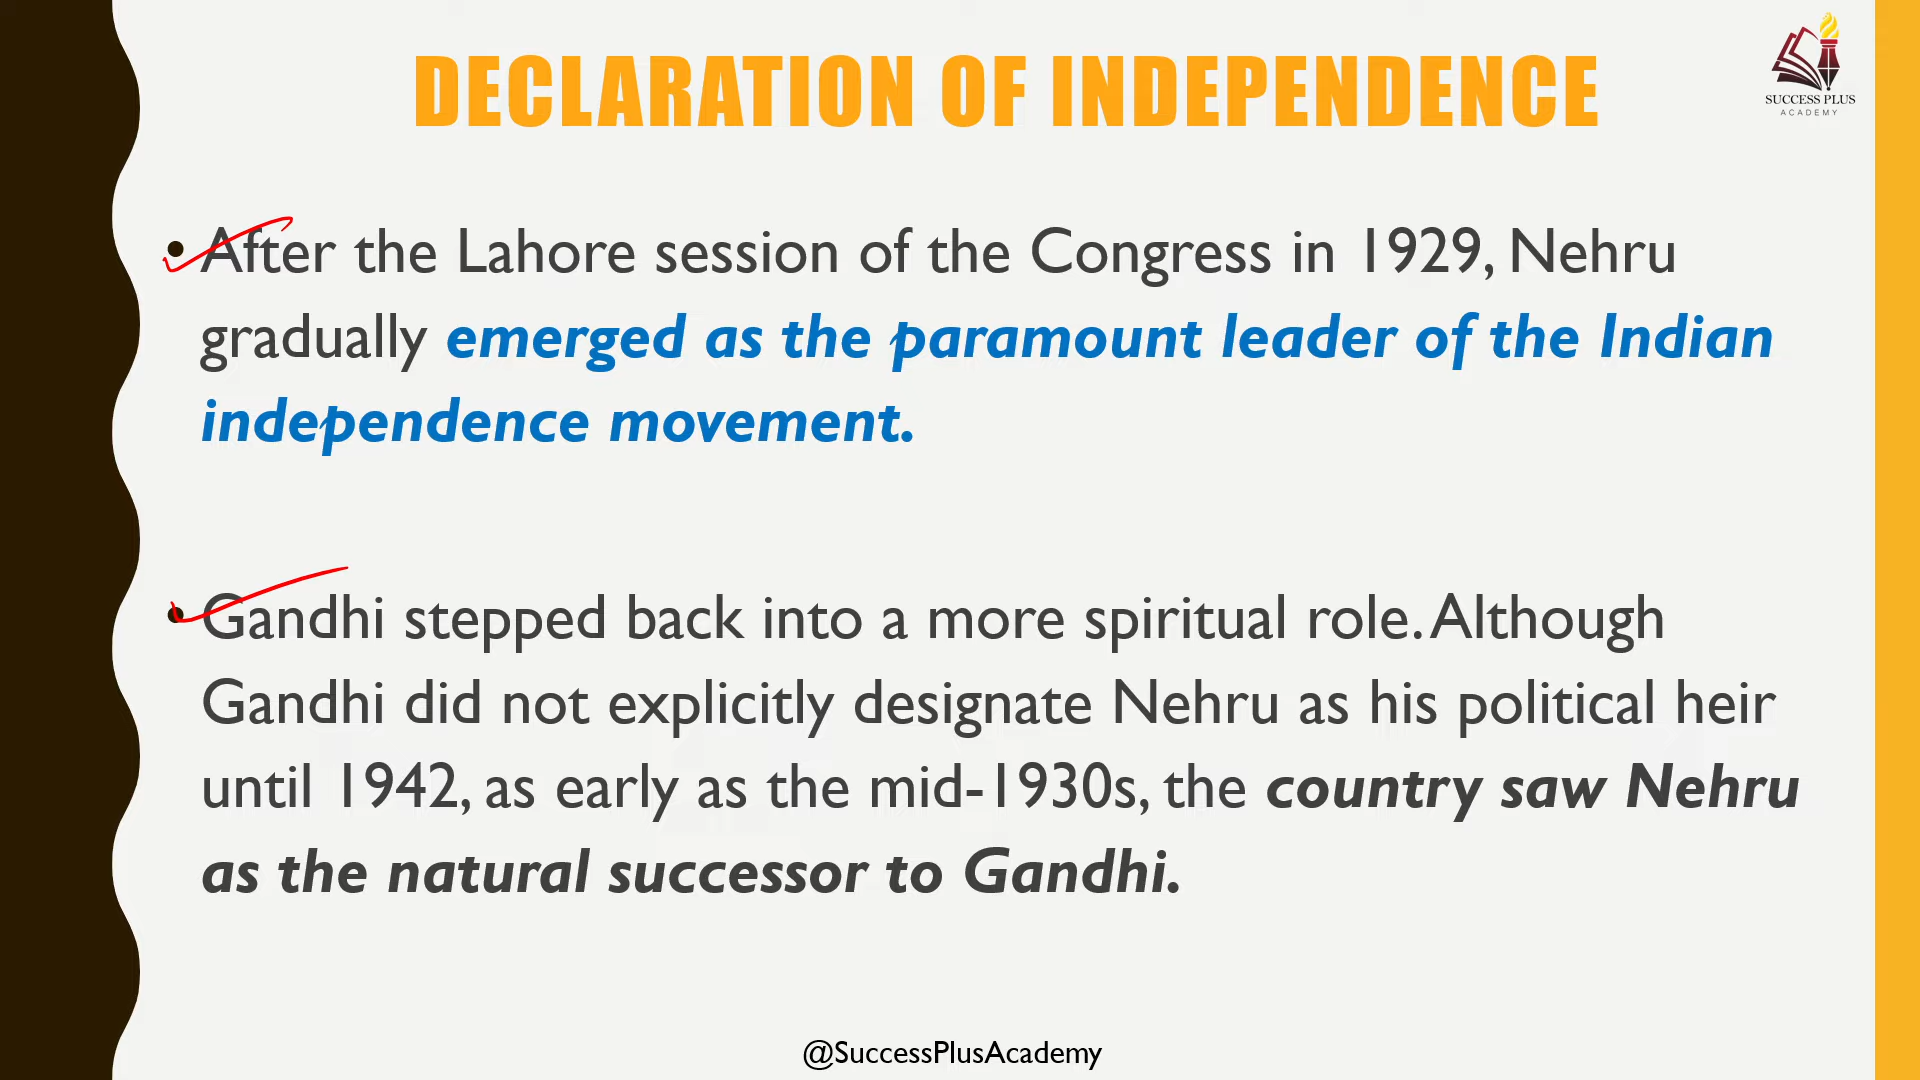 DECLARATION OF INDEPENDENCE
SUCCESS PLUS
ACADEMY
• After the Lahore session of the Congress in 1929, Nehru
gradually emerged as the paramount leader of the Indian
independence movement.
• Gandhi stepped back into a more spiritual role. Although
Gandhi did not explicitly designate Nehru as his political heir
until 1942, as early as the mid-1930s, the country saw Nehru
as the natural successor to Gandhi.
@SuccessPlusAcademy